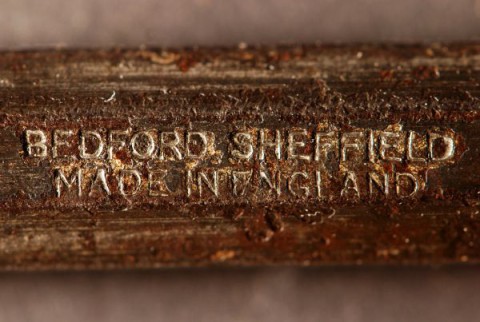 BEDFORD. SHEFFIELD
MADE IN ENGLAND